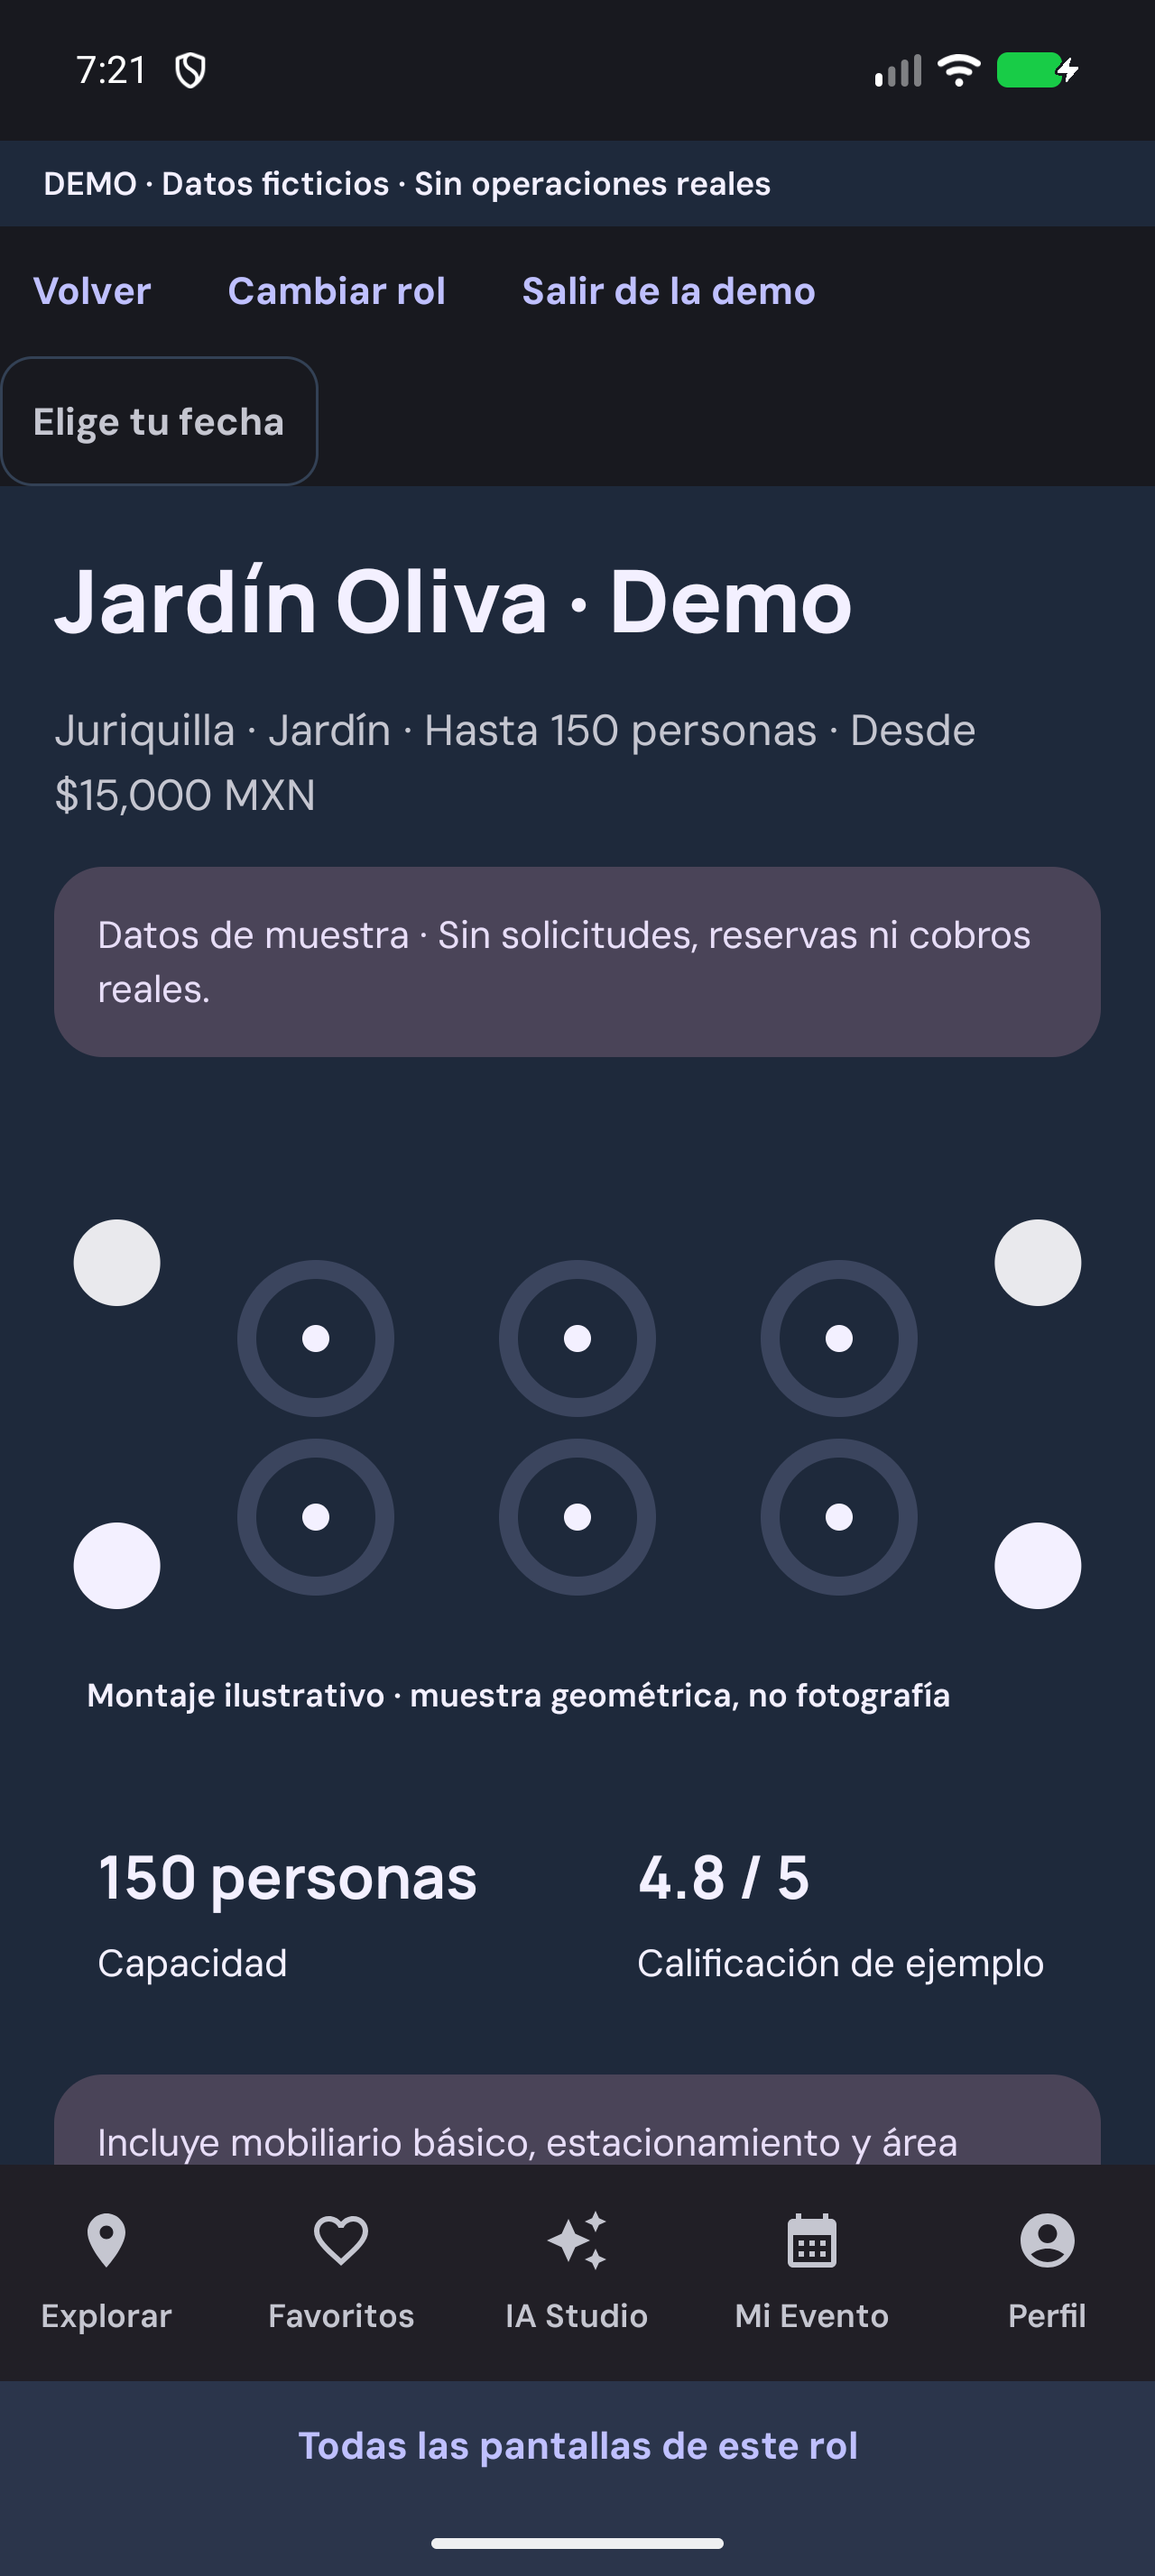 7:21
DEMO · Datos ficticios · Sin operaciones reales
Volver Cambiar rol Salir de la demo
Elige tu fecha
Jardín Oliva · Demo
Juriquilla · Jardín · Hasta 150 personas · Desde
$15,000 MXN
Datos de muestra · Sin solicitudes, reservas ni cobros
reales.
Montaje ilustrativo · muestra geométrica, no fotografía
150 personas 4.8 / 5
Capacidad Calificación de ejemplo
Incluye mobiliario básico, estacionamiento y área
Explorar Favoritos IA Studio Mi Evento Perfil
Todas las pantallas de este rol